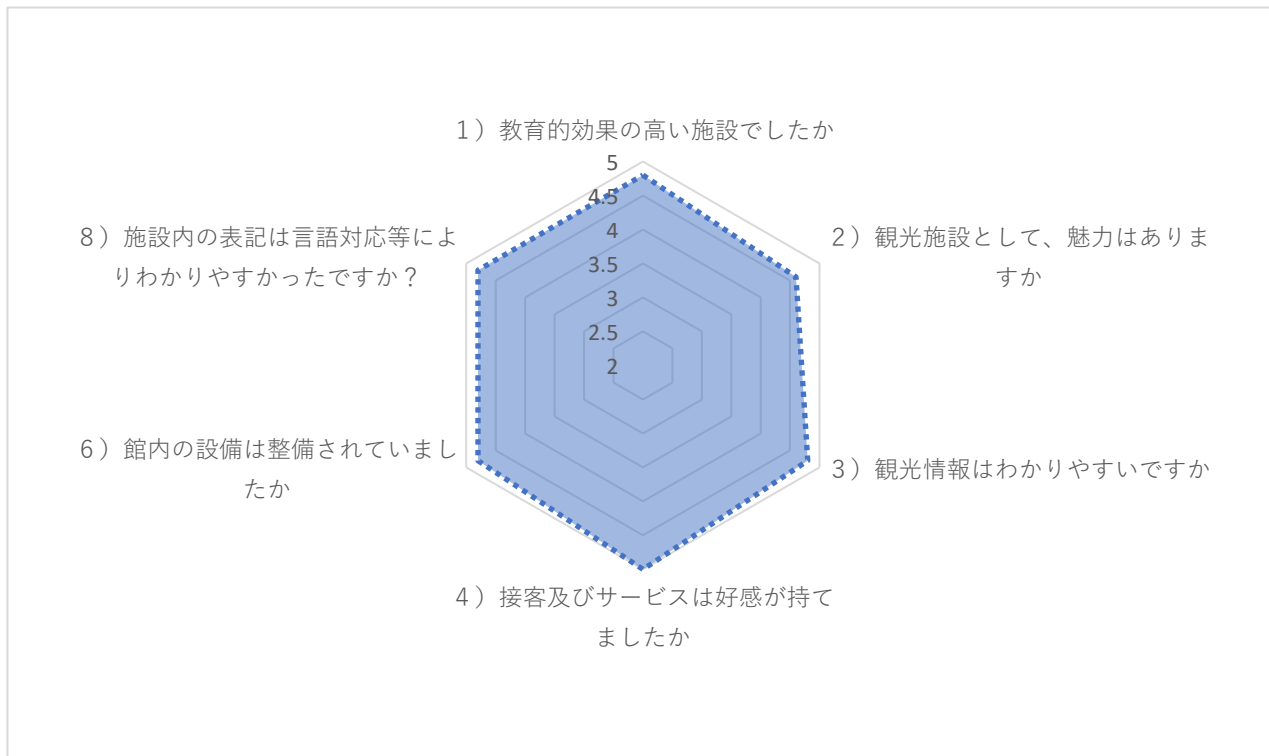 １）教育的効果の高い施設でしたか
5
4.5
4
3.5
3
2.5
2
２）観光施設として、魅力はありま
すか
３）観光情報はわかりやすいですか
４）接客及びサービスは好感が持て
ましたか
６）館内の設備は整備されていまし
たか
８）施設内の表記は言語対応等によ
りわかりやすかったですか？